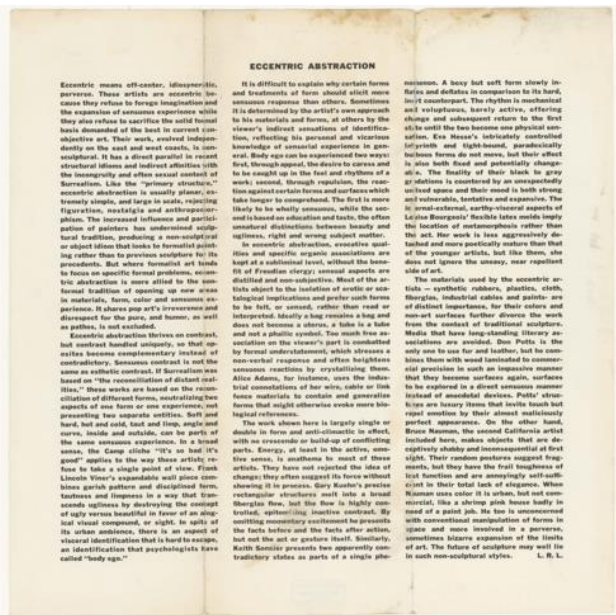 ECCENTRIC ABSTRACTION
Eccentric means off-center, idiosyncratic,
perverse. These artists are eccentric be-
cause they refuse to forego imagination and
the expansion of sensuous experience while
they also refuse to sacrifice the solid formal
basis demanded of the best in current non-
objective art. Their work, evolved indepen-
dently on the east and west coasts, is non-
sculptural. It has a direct parallel in recent
structural idioms and indirect affinities with
the incongruity and often sexual content of
Surrealism. Like the "primary structure,"
eccentric abstraction is usually planar, ex-
tremely simple, and large in scale, rejecting
figuration, nostalgia and anthropomor-
phism. The increased influence and partici-
pation of painters has undermined sculp-
tural tradition, producing a non-sculptural
or object idiom that looks to formalist paint-
ing rather than to previous sculpture for its
precedents. But where formalist art tends
to focus on specific formal problems, eccen-
tric abstraction is more allied to the non-
formal tradition of opening up new areas
in materials, form, color and sensuous ex-
perience. It shares pop art's irreverence and
disrespect for the pure, and humor, as well
as pathos, is not excluded.
Eccentric abstraction thrives on contrast,
but contrast handled uniquely, so that op-
posites become complementary instead of
contradictory. Sensuous contrast is not the
same as esthetic contrast. If Surrealism was
based on "the reconciliation of distant real-
ities," these works are based on the recon-
ciliation of different forms, neutralizing two
aspects of one form or one experience, not
presenting two separate entities. Soft and
hard, hot and cold, taut and limp, angle and
curve, inside and outside, can be parts of
the same sensuous experience. In a broad
sense, the Camp cliche "it's so bad it's
good" applies to the way these artists re-
fuse to take a single point of view. Frank
Lincoln Viner's expandable wall piece com-
bines garish pattern and disciplined form,
tautness and limpness in a way that tran-
scends ugliness by destroying the concept
of ugly versus beautiful in favor of an alog-
ical visual compound, or sight. In spite of
its urban ambience, there is an aspect of
visceral identification that is hard to escape,
an identification that psychologists have
called "body ego."
It is difficult to explain why certain forms
and treatments of form should elicit more
sensuous response than others. Sometimes
it is determined by the artist's own approach
to his materials and forms, at others by the
viewer's indirect sensations of identifica-
tion, reflecting his personal and vicarious
knowledge of sensorial experience in gen-
eral. Body ego can be experienced two ways:
first, through appeal, the desire to caress and
to be caught up in the feel and rhythms of a
work; second, through repulsion, the reac-
tion against certain forms and surfaces which
take longer to comprehend. The first is more
likely to be wholly sensuous, while the sec-
ond is based on education and taste, the often
unnatural distinctions between beauty and
ugliness, right and wrong subject matter.
In eccentric abstraction, evocative quali-
ties and specific organic associations are
kept at a subliminal level, without the bene-
fit of Freudian clergy; sensual aspects are
distilled and non-subjective. Most of the ar-
tists object to the isolation of erotic or sca-
tological implications and prefer such forms
to be felt, or sensed, rather than read or
interpreted. Ideally a bag remains a bag and
does not become a uterus, a tube is a tube
and not a phallic symbol. Too much free as-
sociation on the viewer's part is combatted
by formal understatement, which stresses a
non-verbal response and often heightens
sensuous reactions by crystallizing them.
Alice Adams, for instance, uses the indus-
trial connotations of her wire, cable or link
fence materials to contain and generalize
forms that might otherwise evoke more bio-
logical references.
The work shown here is largely single or
double in form and anti-climactic in effect,
with no crescendo or build-up of conflicting
parts. Energy, at least in the active, emo-
tive sense, is anathema to most of these
artists. They have not rejected the idea of
change; they often suggest its force without
showing it in process. Gary Kuehn's precise
rectangular structures melt into a broad
fiberglas flow, but the flow is highly con-
trolled, epitomizing inactive contrast. By
omitting momentary excitement he presents
the facts before and the facts after action,
but not the act or gesture itself. Similarly,
Keith Sonnier presents two apparently con-
tradictory states as parts of a single phe-
nomenon. A boxy but soft form slowly in-
flates and deflates in comparison to its hard,
inert counterpart. The rhythm is mechanical
and voluptuous, barely active, offering
change and subsequent return to the first
state until the two become one physical sen-
sation. Eva Hesse's intricately controlled
labyrinth and tight-bound, paradoxically
bulbous forms do not move, but their effect
is also both fixed and potentially change-
able. The finality of their black to gray
gradations is countered by an unexpectedly
unfixed space and their mood is both strong
and vulnerable, tentative and expansive. The
internal-external, earthy-visceral aspects of
Louise Bourgeois' flexible latex molds imply
the location of metamorphosis rather than
the act. Her work is less aggressively de-
tached and more poetically mature than that
of the younger artists, but like them, she
does not ignore the uneasy, near repellent
side of art.
The materials used by the eccentric ar-
tists — synthetic rubbers, plastics, cloth,
fiberglas, industrial cables and paints- are
of distinct importance, for their colors and
non-art surfaces further divorce the work
from the context of traditional sculpture.
Media that have long-standing literary as-
sociations are avoided. Don Potts is the
only one to use fur and leather, but he com-
bines them with wood laminated to commer-
cial precision in such an impassive manner
that they become surfaces again, surfaces
to be explored in a direct sensuous manner
instead of anecdotal devices. Potts' struc-
tures are luxury items that invite touch but
repel emotion by their almost maliciously
perfect appearance. On the other hand,
Bruce Nauman, the second California artist
included here, makes objects that are de-
ceptively shabby and inconsequential at first
sight. Their random postures suggest frag-
ments, but they have the frail toughness of
lost function and are annoyingly self-suffi-
cient in their total lack of elegance. When
Nauman uses color it is urban, but not com-
mercial, like a shrimp pink house badly in
need of a paint job. He too is unconcerned
with conventional manipulation of forms in
space and more involved in a perverse,
sometimes bizarre expansion of the limits
of art. The future of sculpture may well lie
in such non-sculptural styles. L. R. L.